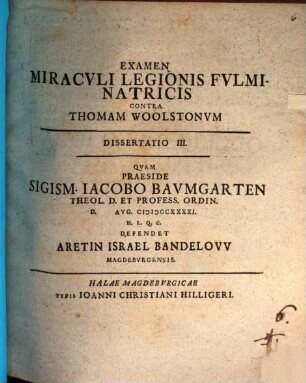 EXAMEN
MIRACVLI LEGIONIS FVLMI-
NATRICIS
CONTRA
THOMAM WOOLSTONVM
DISSERTATIO III.
QVAM
PRAESIDE
SIGISM. IACOBO BAVMGARTEN
THEOL. D. ET PROFESS. ORDIN.
D. AVG. CIƆIƆCCXXXXI.
H. L. Q. C.
DEFENDET
ARETIN ISRAEL BANDELOVV
MAGDEBVRGENSIS.
HALAE MAGDEBVRGICAE
TYPIS IOANNI CHRISTIANI HILLIGERI.